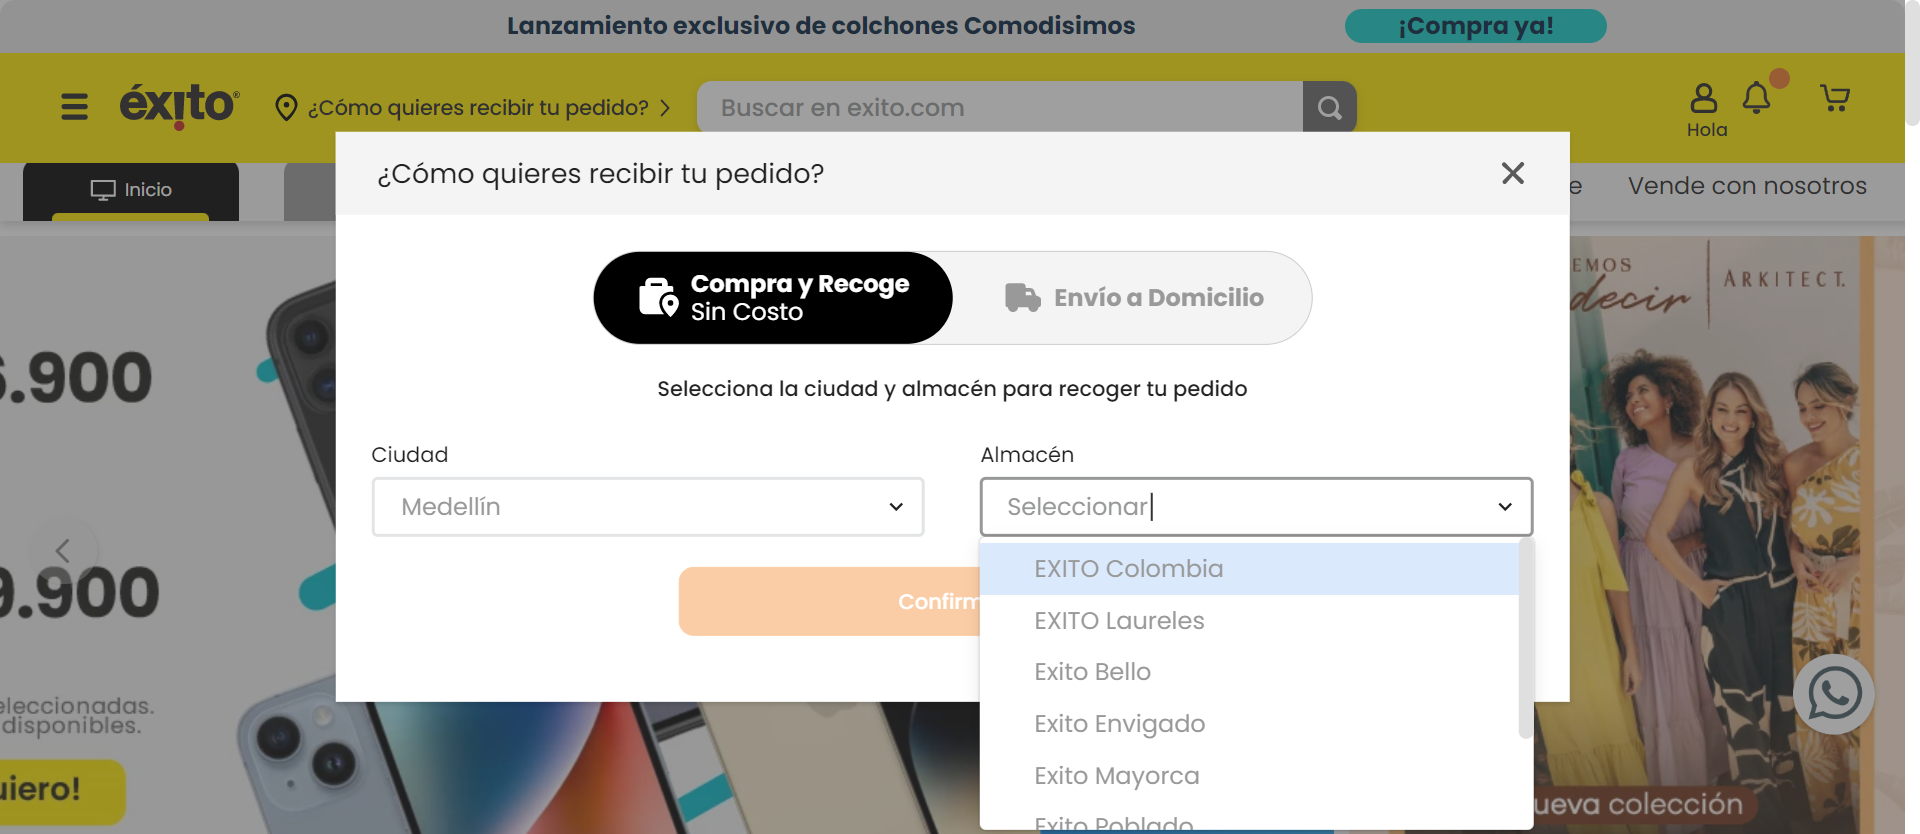 Lanzamiento exclusivo de colchones Comodisimos
¡Compra ya!
éxito
¿Cómo quieres recibir tu pedido?
Buscar en exito.com
Hola
Inicio
e
Vende con nosotros
¿Cómo quieres recibir tu pedido?
Compra y Recoge
Sin Costo
Envío a Domicilio
Selecciona la ciudad y almacén para recoger tu pedido
Ciudad
Almacén
Medellín
Seleccionar
Confirm
EXITO Colombia
EXITO Laureles
Exito Bello
Exito Envigado
Exito Mayorca
Exito Poblado
.900
9.900
eleccionadas.
disponibles.
uiero!
EMOS
decir
ARKITECT.
ueva colección